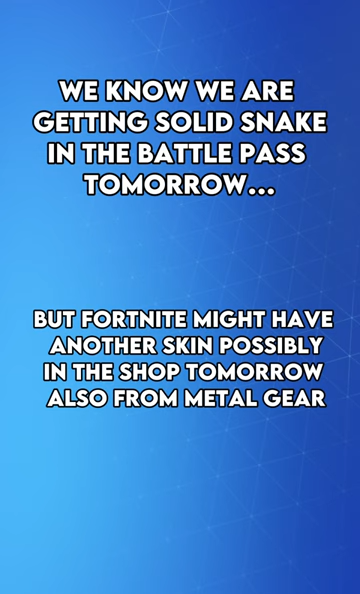 WE KNOW WE ARE
GETTING SOLID SNAKE
IN THE BATTLE PASS
TOMORROW...
BUT FORTNITE MIGHT HAVE
ANOTHER SKIN POSSIBLY
IN THE SHOP TOMORROW
ALSO FROM METAL GEAR